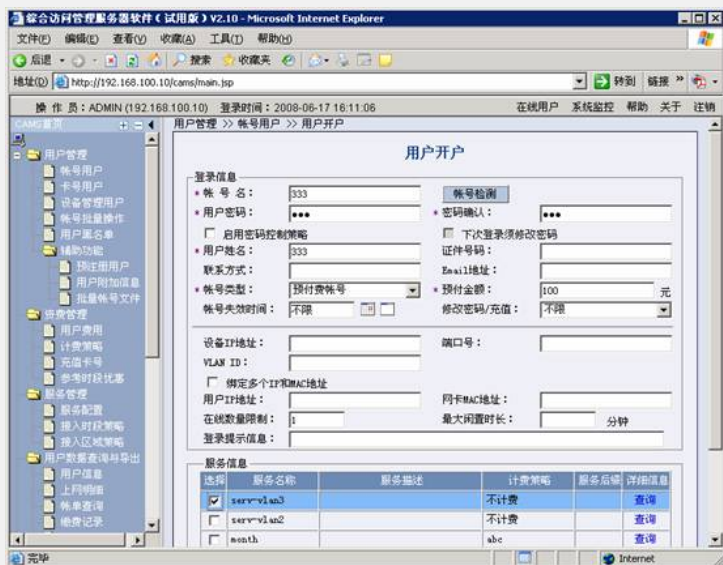 綜合访问管理服务器软件（试用版）V2.10 - Microsoft Internet Explorer
文件(F) 编辑(E) 查看(V) 收藏(A) 工具(T) 帮助(H)
后退 搜索 收藏夹
地址(D) http://192.168.100.10/cams/main.jsp 转到 链接 »
操 作 员：ADMIN (192.168.100.10) 登录时间：2008-06-17 16:11:06 在线用户 系统监控 帮助 关于 注销
CAMS首页
用户管理
帐号用户
卡号用户
设备管理用户
帐号批量操作
用户黑名单
辅助功能
预注册用户
用户附加信息
批量帐号文件
资费管理
用户费用
计费策略
充值卡号
参考时段优惠
服务管理
服务配置
接入时段策略
接入区域策略
用户数据查询与导出
用户信息
上网明细
帐单查询
缴费记录
用户管理 >> 帐号用户 >> 用户开户
用户开户
登录信息
* 帐 号 名： 333 帐号检测
* 用户密码： ●●● * 密码确认： ●●●
启用密码控制策略 下次登录须修改密码
* 用户姓名： 333 证件号码：
联系方式： Email地址：
* 帐号类型： 预付费帐号 * 预付金额： 100 元
帐号失效时间： 不限 修改密码/充值： 不限
设备IP地址： 端口号：
VLAN ID：
绑定多个IP和MAC地址
用户IP地址： 网卡MAC地址：
在线数量限制： 1 最大闲置时长： 分钟
登录提示信息：
服务信息
选择 服务名称 服务描述 计费策略 服务后缀 详细信息
serv-vlan3 不计费 查询
serv-vlan2 不计费 查询
month abc 查询
完毕 Internet